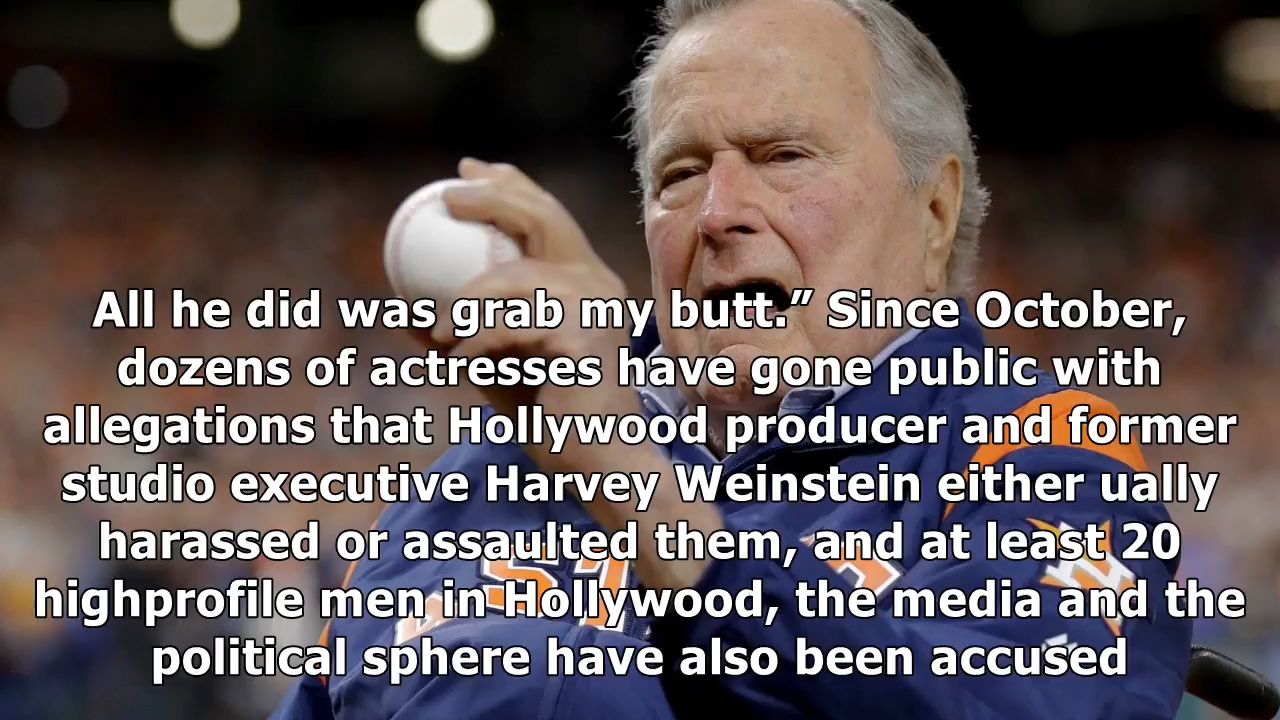 All he did was grab my butt.” Since October,
dozens of actresses have gone public with
allegations that Hollywood producer and former
studio executive Harvey Weinstein either ually
harassed or assaulted them, and at least 20
highprofile men in Hollywood, the media and the
political sphere have also been accused